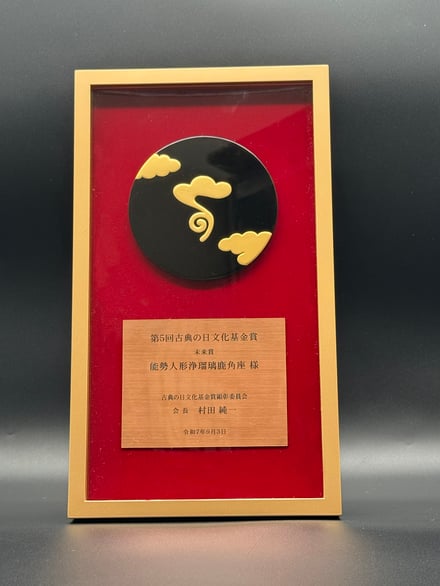 第5回古典の日文化基金賞
未来賞
能勢人形浄瑠璃鹿角座 様
古典の日文化基金賞顕彰委員会
会 長　村田 純一
令和7年9月3日